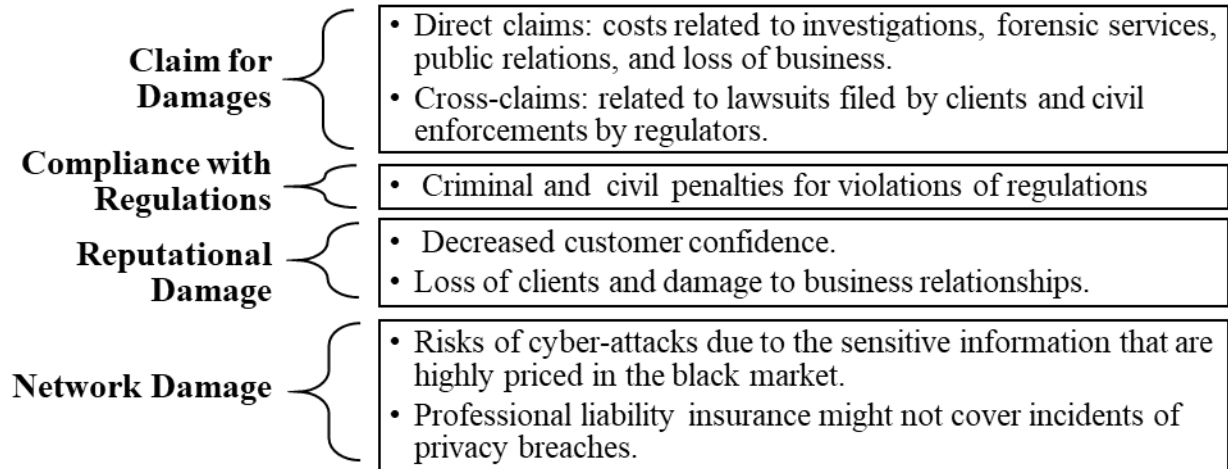 Claim for
Damages
• Direct claims: costs related to investigations, forensic services,
public relations, and loss of business.
• Cross-claims: related to lawsuits filed by clients and civil
enforcements by regulators.
Compliance with
Regulations
• Criminal and civil penalties for violations of regulations
Reputational
Damage
• Decreased customer confidence.
• Loss of clients and damage to business relationships.
Network Damage
• Risks of cyber-attacks due to the sensitive information that are
highly priced in the black market.
• Professional liability insurance might not cover incidents of
privacy breaches.